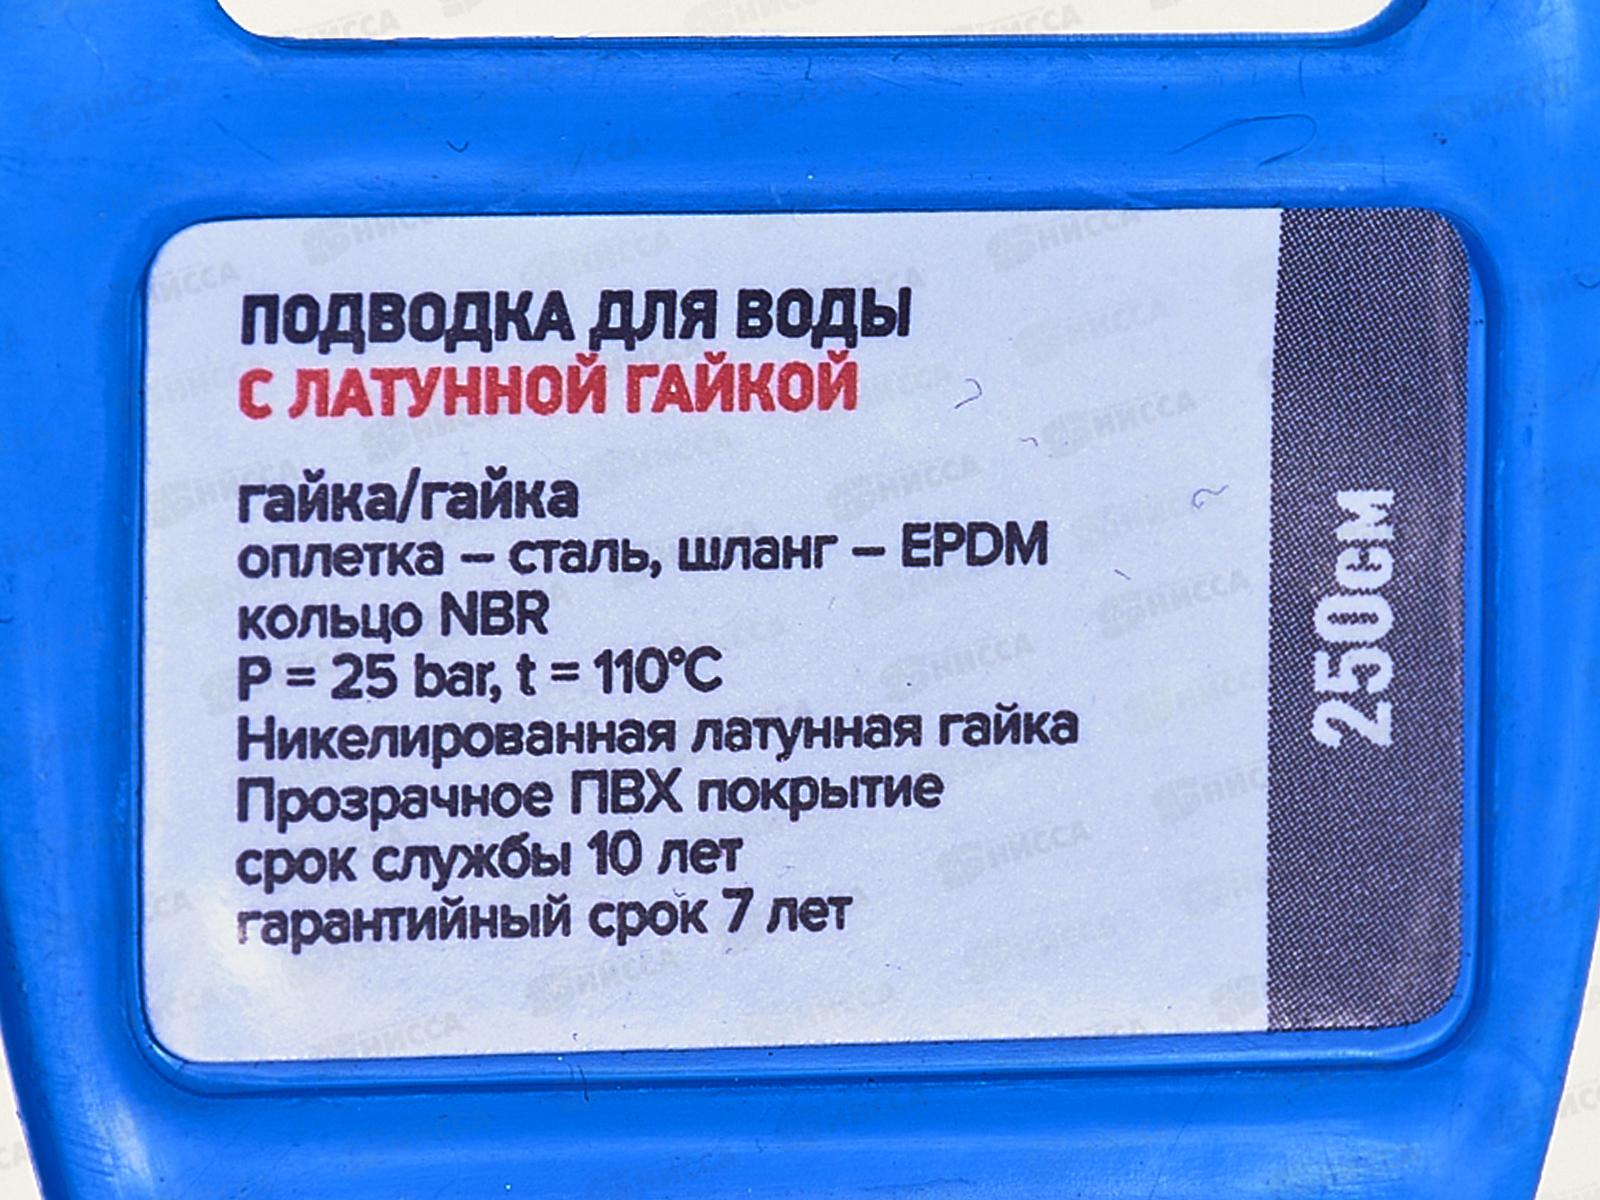 ПОДВОДКА ДЛЯ ВОДЫ
С ЛАТУННОЙ ГАЙКОЙ
гайка/гайка
оплетка – сталь, шланг – EPDM
кольцо NBR
P = 25 bar, t = 110°C
Никелированная латунная гайка
Прозрачное ПВХ покрытие
срок службы 10 лет
гарантийный срок 7 лет
250см
НИССА